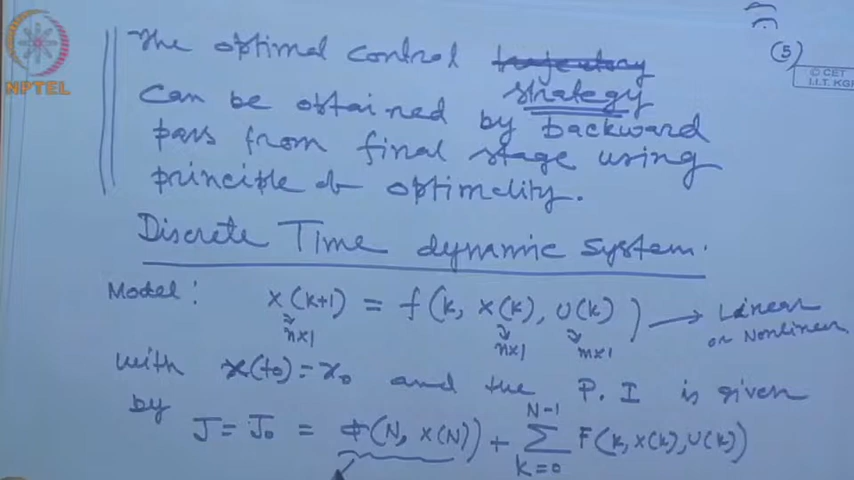 The optimal control trajectory
strategy
can be obtained by backward
pass from final stage using
principle of optimality.
Discrete Time dynamic system.
Model: x(k+1) = f(k, x(k), u(k)) → Linear
or Nonlinear
n×1 n×1 m×1
with x(t0) = x0 and the P.I is given
by J = J0 = Φ(N, x(N)) + ∑ F(k, x(k), u(k))
N-1
k=0
5
© CET
I.I.T. KGP
NPTEL